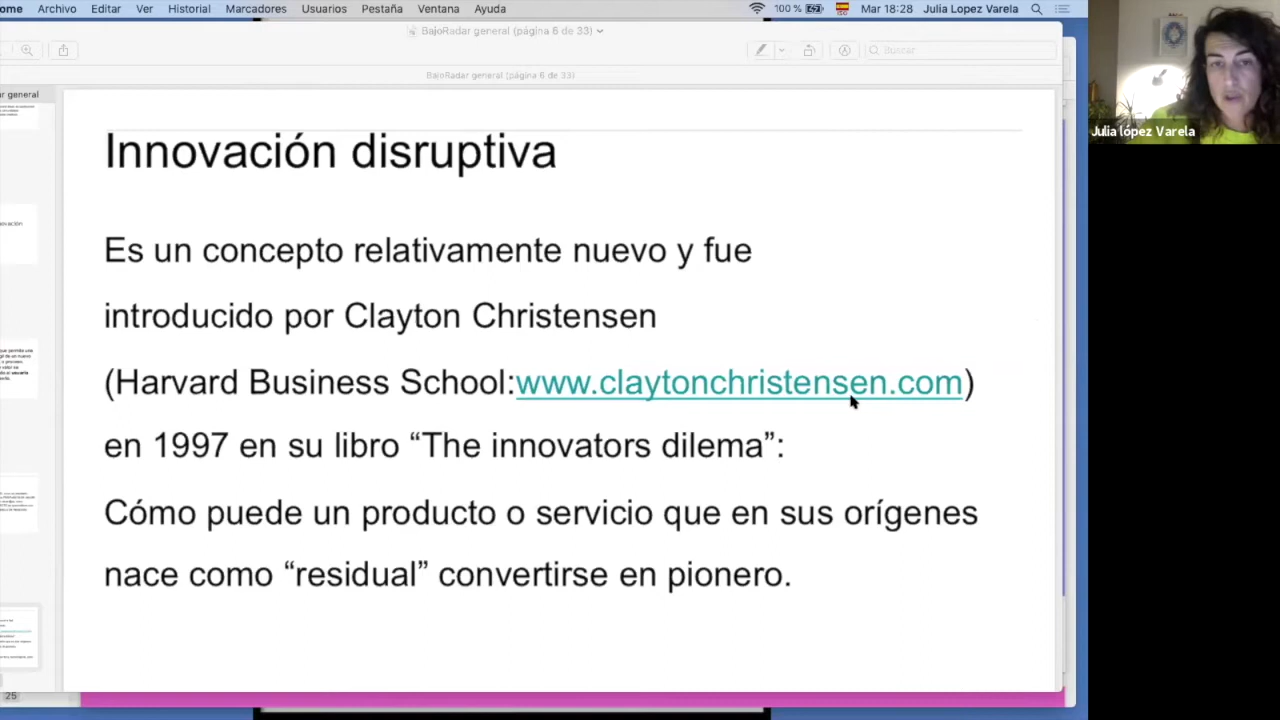 ome Archivo Editar Ver Historial Marcadores Usuarios Pestaña Ventana Ayuda 100 % ISO Mar 18:28 Julia Lopez Varela
BajoRadar general (página 6 de 33)
Buscar
BajoRadar general (página 6 de 33)
ar general
Innovación disruptiva
Es un concepto relativamente nuevo y fue
introducido por Clayton Christensen
(Harvard Business School:www.claytonchristensen.com)
en 1997 en su libro “The innovators dilema”:
Cómo puede un producto o servicio que en sus orígenes
nace como “residual” convertirse en pionero.
25
Julia lópez Varela